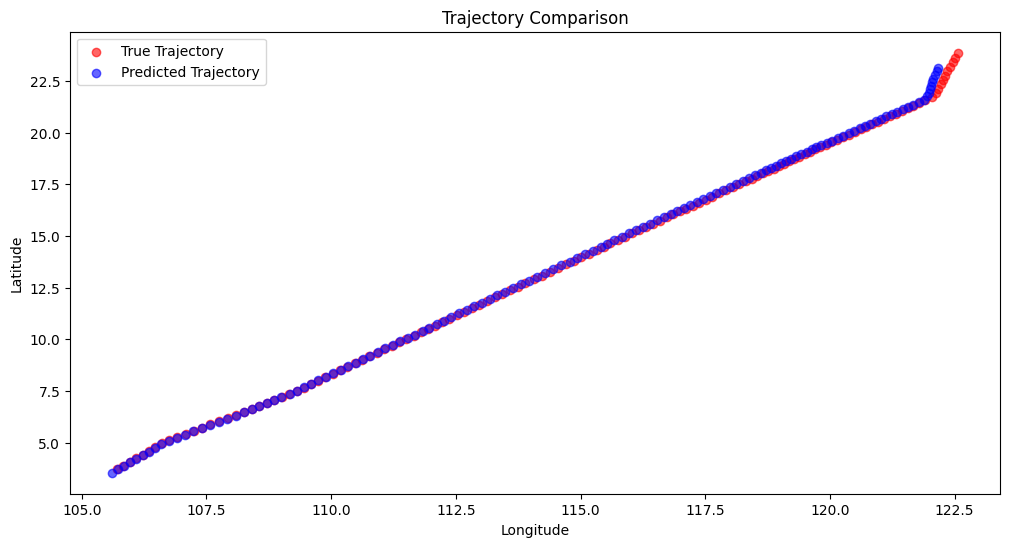 Trajectory Comparison
True Trajectory
Predicted Trajectory
22.5
20.0
17.5
15.0
12.5
10.0
7.5
5.0
Latitude
105.0 107.5 110.0 112.5 115.0 117.5 120.0 122.5
Longitude